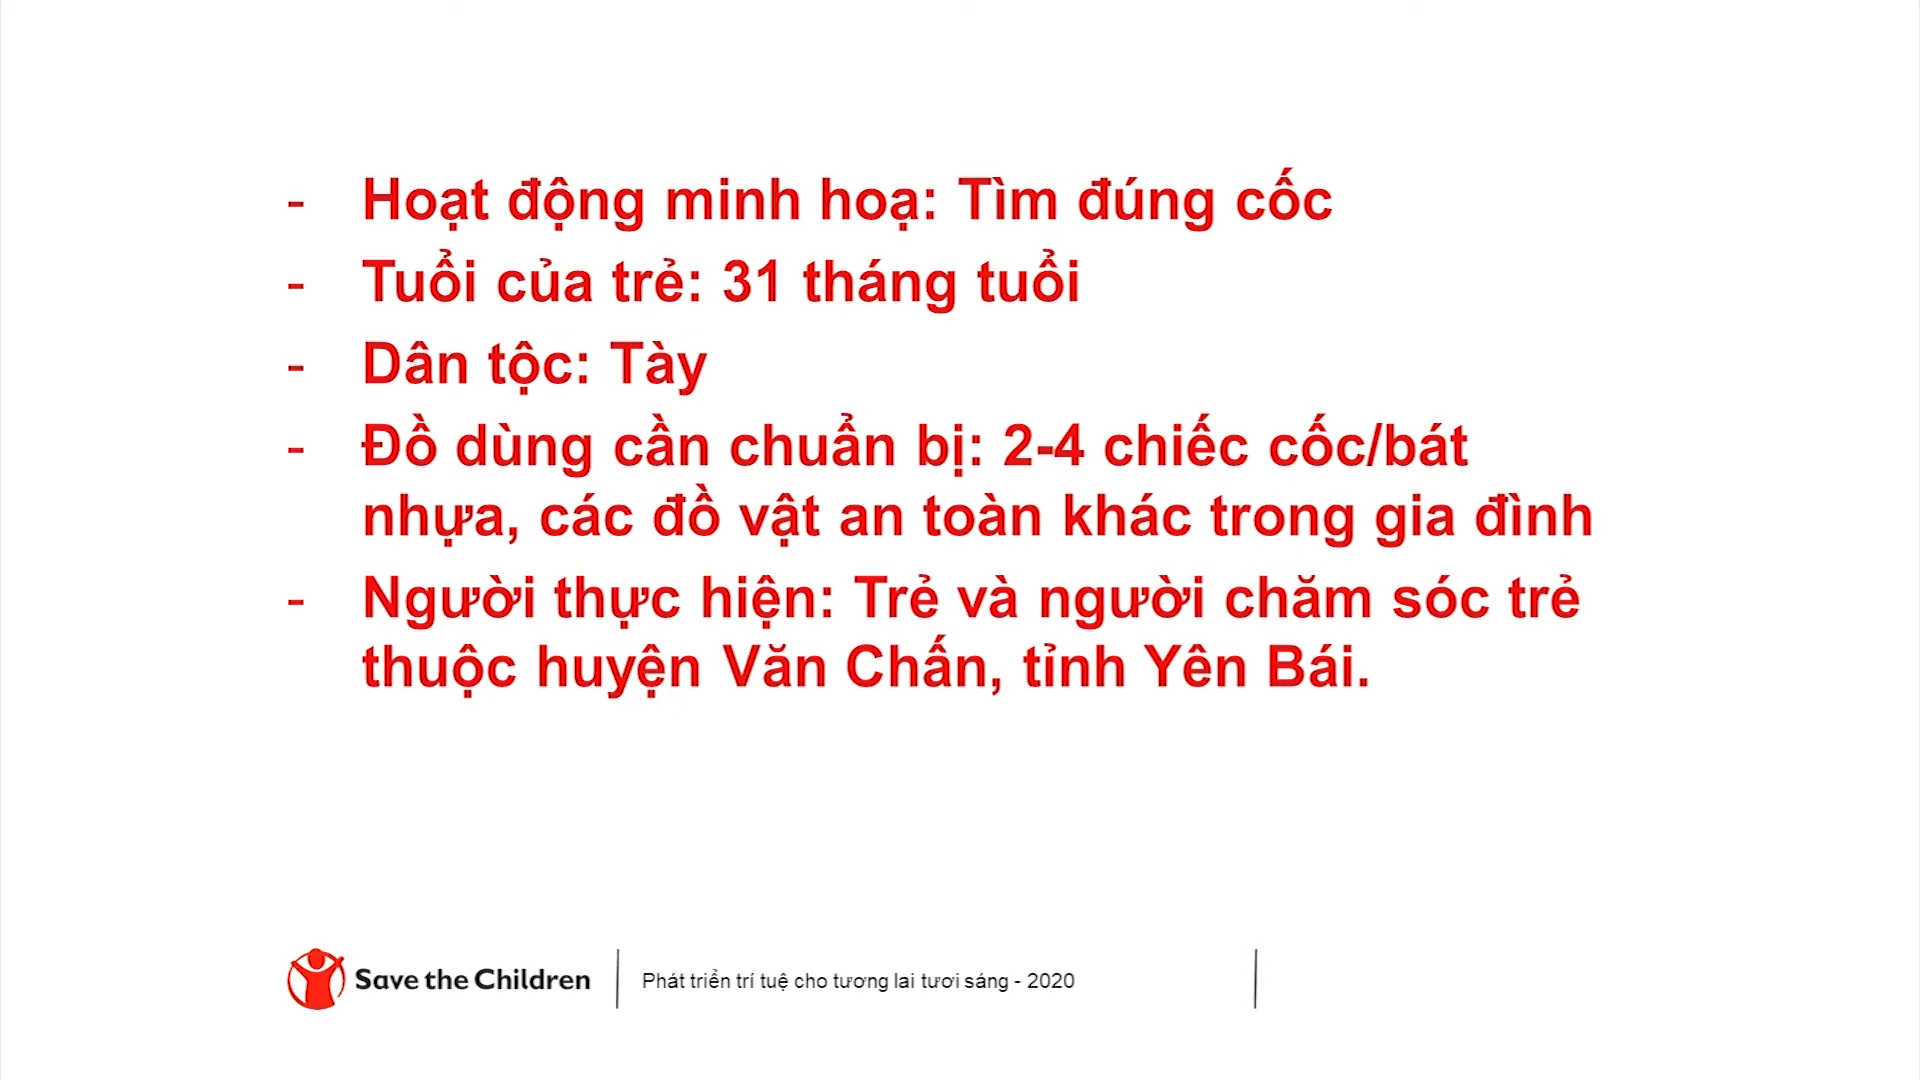 - Hoạt động minh hoạ: Tìm đúng cốc
- Tuổi của trẻ: 31 tháng tuổi
- Dân tộc: Tày
- Đồ dùng cần chuẩn bị: 2-4 chiếc cốc/bát
nhựa, các đồ vật an toàn khác trong gia đình
- Người thực hiện: Trẻ và người chăm sóc trẻ
thuộc huyện Văn Chấn, tỉnh Yên Bái.
Save the Children
Phát triển trí tuệ cho tương lai tươi sáng - 2020